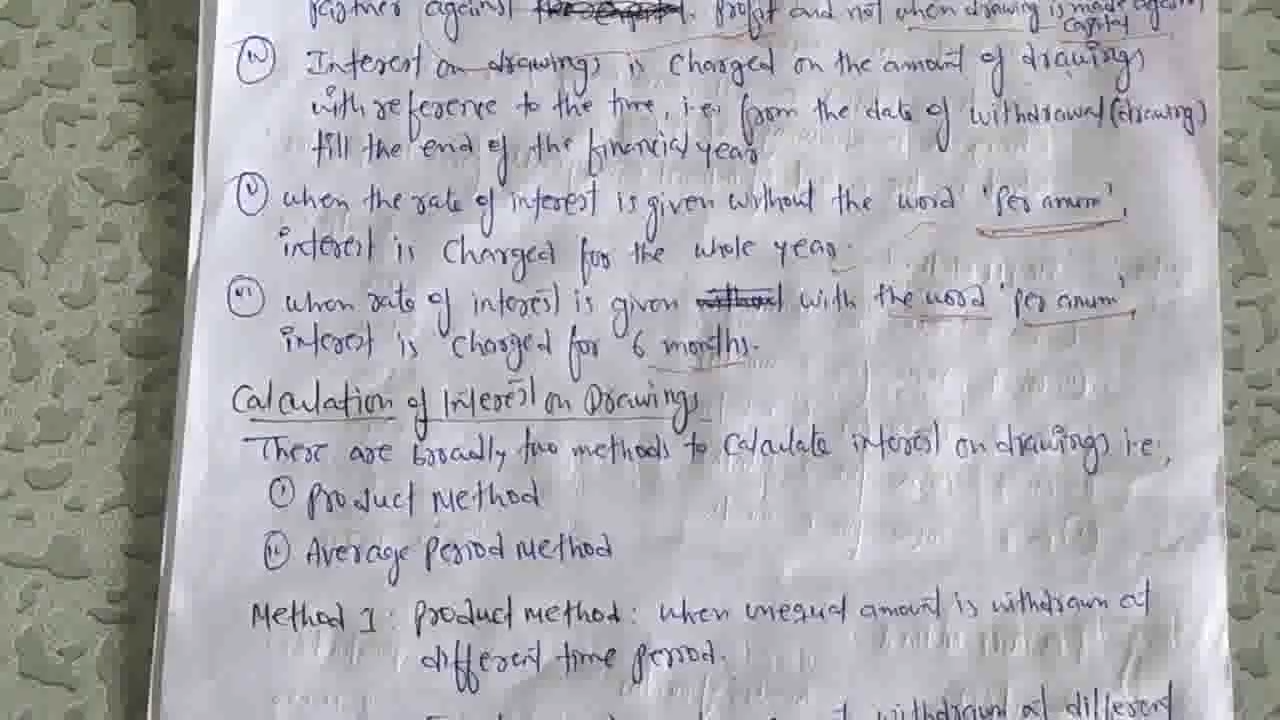 partner against profit and not when drawing is made against
capital
(iv) Interest on drawings is charged on the amount of drawings
with reference to the time, i.e. from the date of withdrawal (drawing)
till the end of the financial year
(v) when the rate of interest is given without the word 'per anum',
interest is charged for the whole year.
(vi) when rate of interest is given with the word 'per anum'
interest is charged for 6 months.
Calculation of Interest on Drawings
There are broadly two methods to calculate interest on drawings i.e.,
(i) Product Method
(ii) Average Period Method
Method 1: Product method: when unequal amount is withdrawn at
different time period.
withdrawn at different